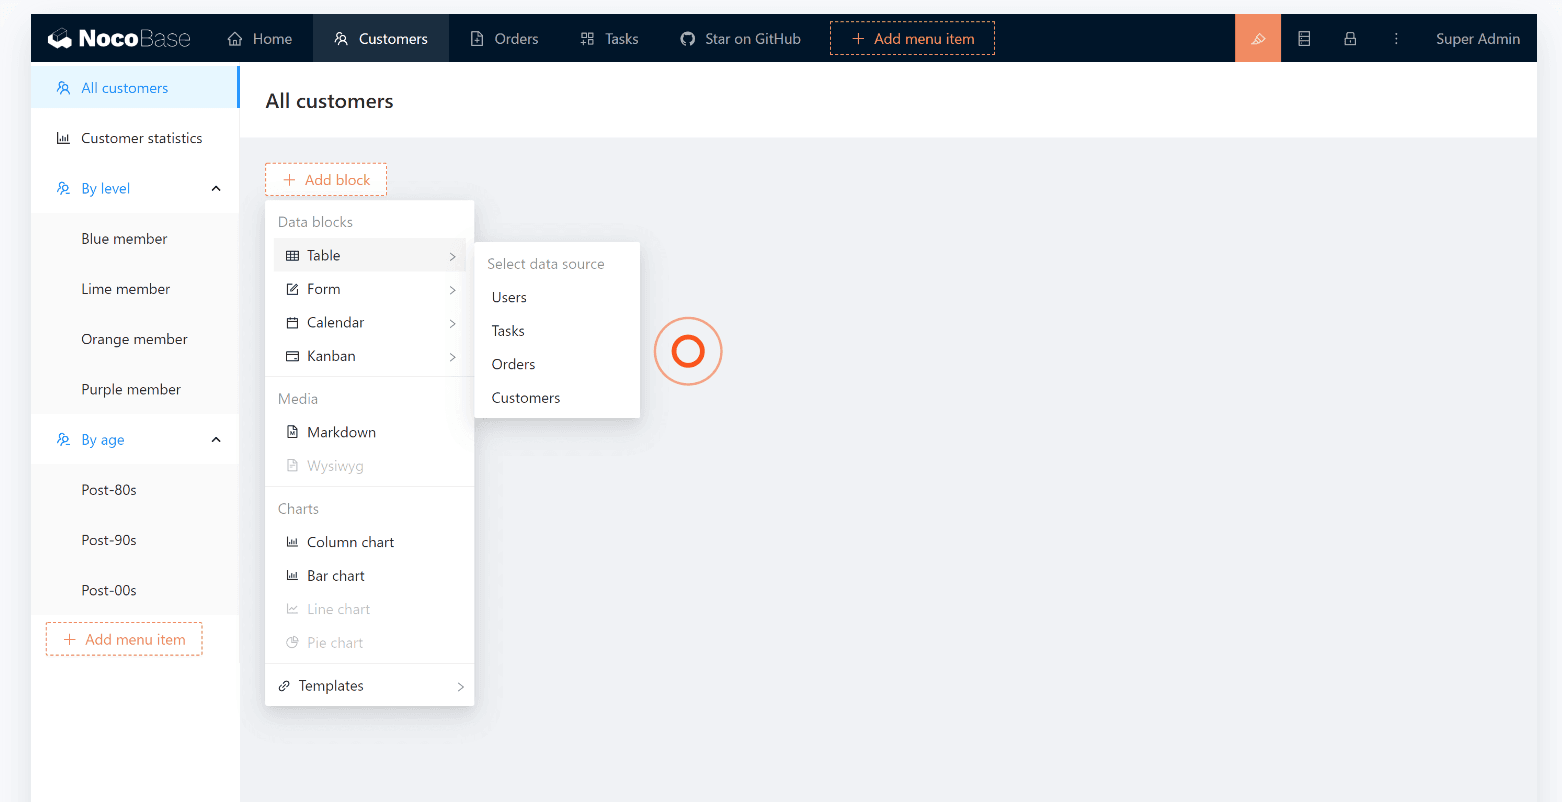 NocoBase Home Customers Orders Tasks Star on GitHub + Add menu item Super Admin
All customers
Customer statistics
By level
Blue member
Lime member
Orange member
Purple member
By age
Post-80s
Post-90s
Post-00s
+ Add menu item
All customers
+ Add block
Data blocks
Table
Form
Calendar
Kanban
Media
Markdown
Wysiwyg
Charts
Column chart
Bar chart
Line chart
Pie chart
Templates
Select data source
Users
Tasks
Orders
Customers